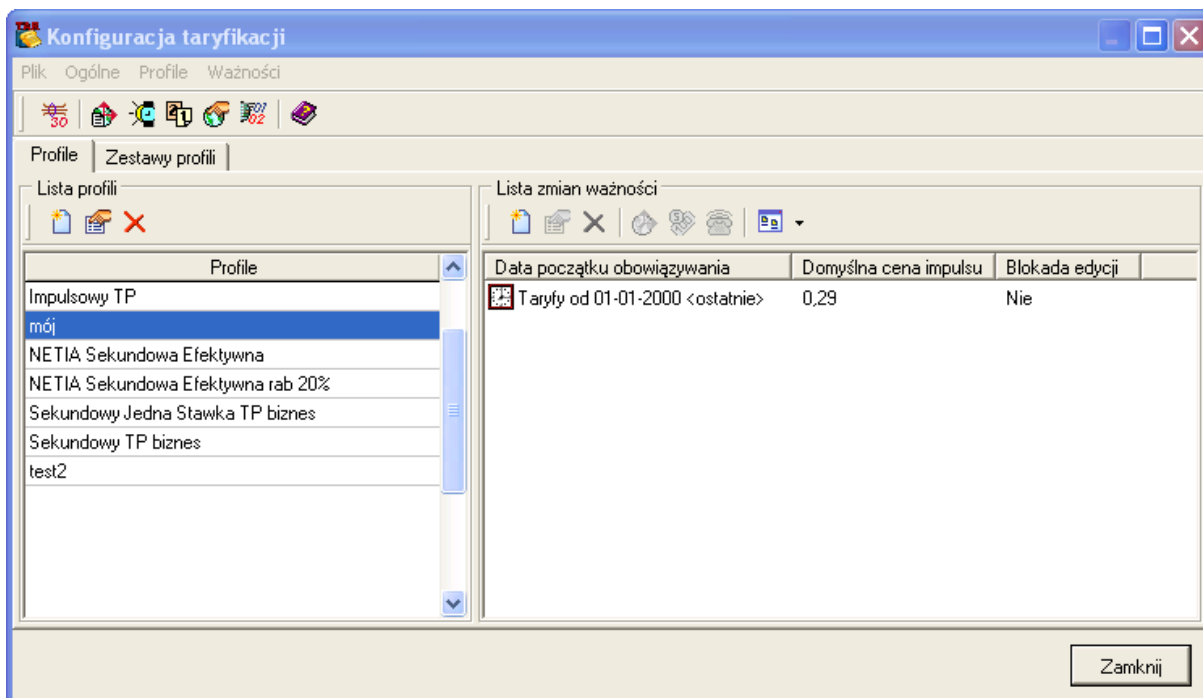 Konfiguracja taryfikacji
Plik Ogólne Profile Ważności
Profile Zestawy profili
Lista profili
Profile
Impulsowy TP
mój
NETIA Sekundowa Efektywna
NETIA Sekundowa Efektywna rab 20%
Sekundowy Jedna Stawka TP biznes
Sekundowy TP biznes
test2
Lista zmian ważności
Data początku obowiązywania Domyślna cena impulsu Blokada edycji
Taryfy od 01-01-2000 <ostatnie> 0,29 Nie
Zamknij